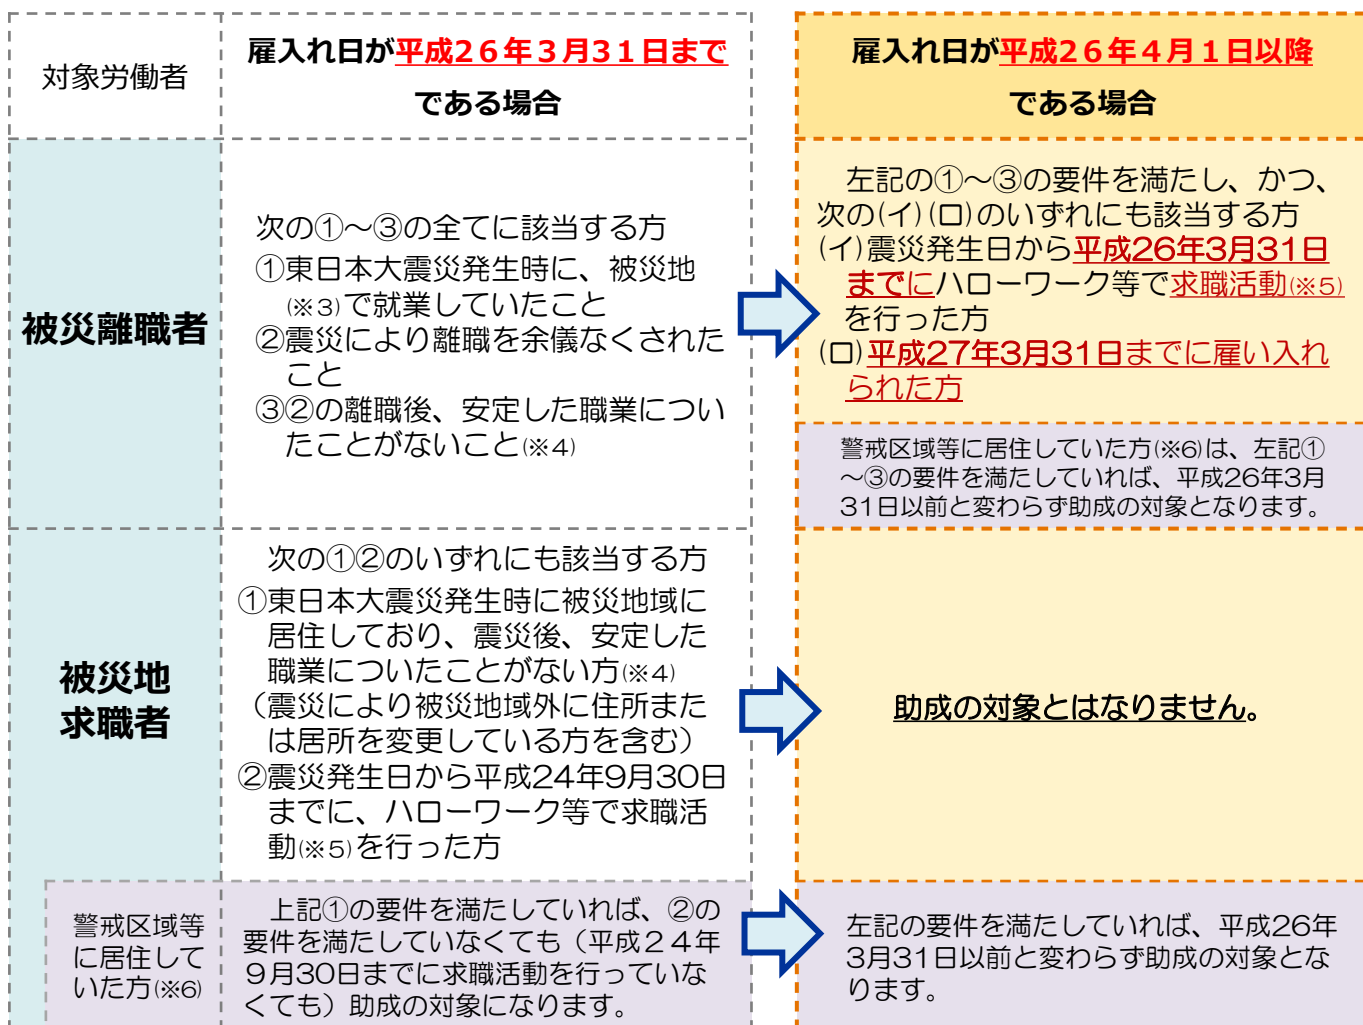 対象労働者
雇入れ日が平成26年3月31日まで
である場合
雇入れ日が平成26年4月1日以降
である場合
被災離職者
次の①~③の全てに該当する方
①東日本大震災発生時に、被災地
(※3)で就業していたこと
②震災により離職を余儀なくされた
こと
③②の離職後、安定した職業につい
たことがないこと(※4)
左記の①~③の要件を満たし、かつ、
次の(イ)(ロ)のいずれにも該当する方
(イ)震災発生日から平成26年3月31日
までにハローワーク等で求職活動(※5)
を行った方
(ロ)平成27年3月31日までに雇い入れ
られた方
警戒区域等に居住していた方(※6)は、左記①
~③の要件を満たしていれば、平成26年3月
31日以前と変わらず助成の対象となります。
被災地
求職者
次の①②のいずれにも該当する方
①東日本大震災発生時に被災地域に
居住しており、震災後、安定した
職業についたことがない方(※4)
(震災により被災地域外に住所また
は居所を変更している方を含む)
②震災発生日から平成24年9月30日
までに、ハローワーク等で求職活
動(※5)を行った方
助成の対象とはなりません。
警戒区域等
に居住して
いた方(※6)
上記①の要件を満たしていれば、②の
要件を満たしていなくても(平成24年
9月30日までに求職活動を行っていな
くても)助成の対象になります。
左記の要件を満たしていれば、平成26年
3月31日以前と変わらず助成の対象とな
ります。